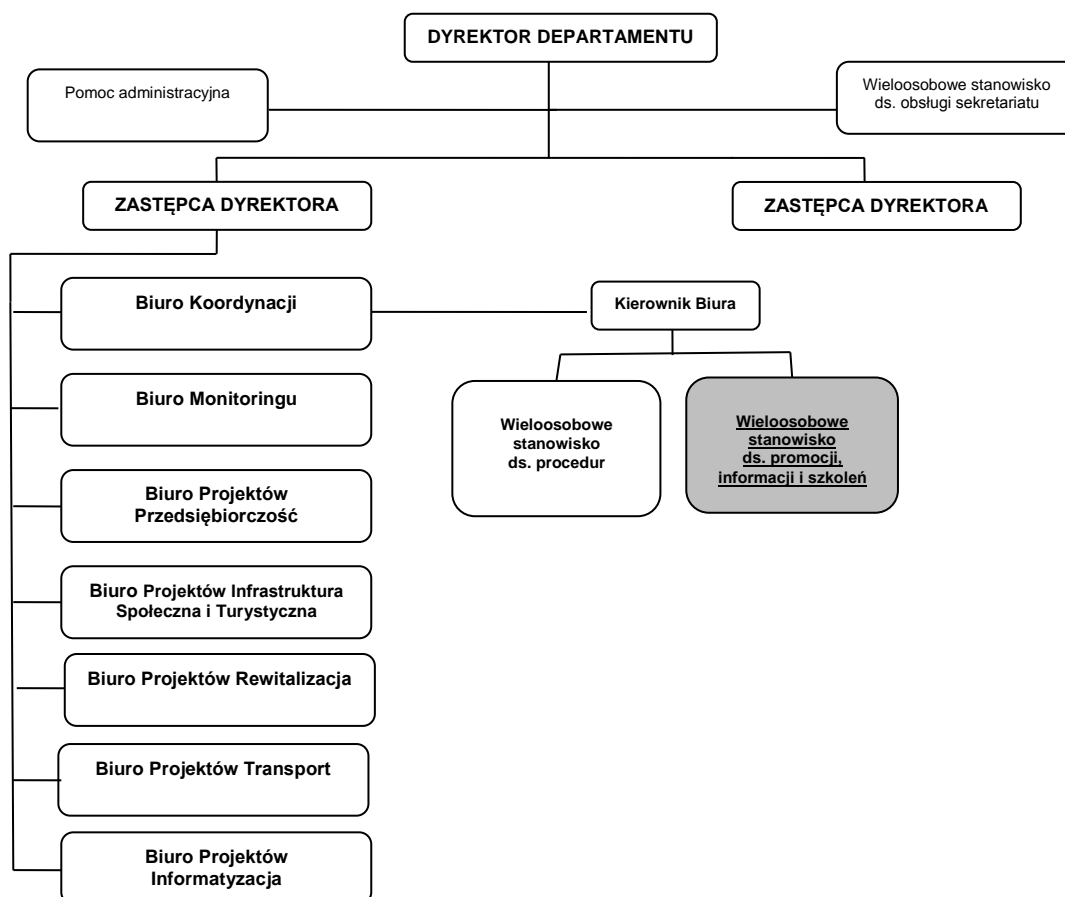 DYREKTOR DEPARTAMENTU
Pomoc administracyjna
Wieloosobowe stanowisko
ds. obsługi sekretariatu
ZASTĘPCA DYREKTORA
ZASTĘPCA DYREKTORA
Biuro Koordynacji
Kierownik Biura
Biuro Monitoringu
Wieloosobowe
stanowisko
ds. procedur
Wieloosobowe
stanowisko
ds. promocji,
informacji i szkoleń
Biuro Projektów
Przedsiębiorczość
Biuro Projektów Infrastruktura
Społeczna i Turystyczna
Biuro Projektów Rewitalizacja
Biuro Projektów Transport
Biuro Projektów
Informatyzacja